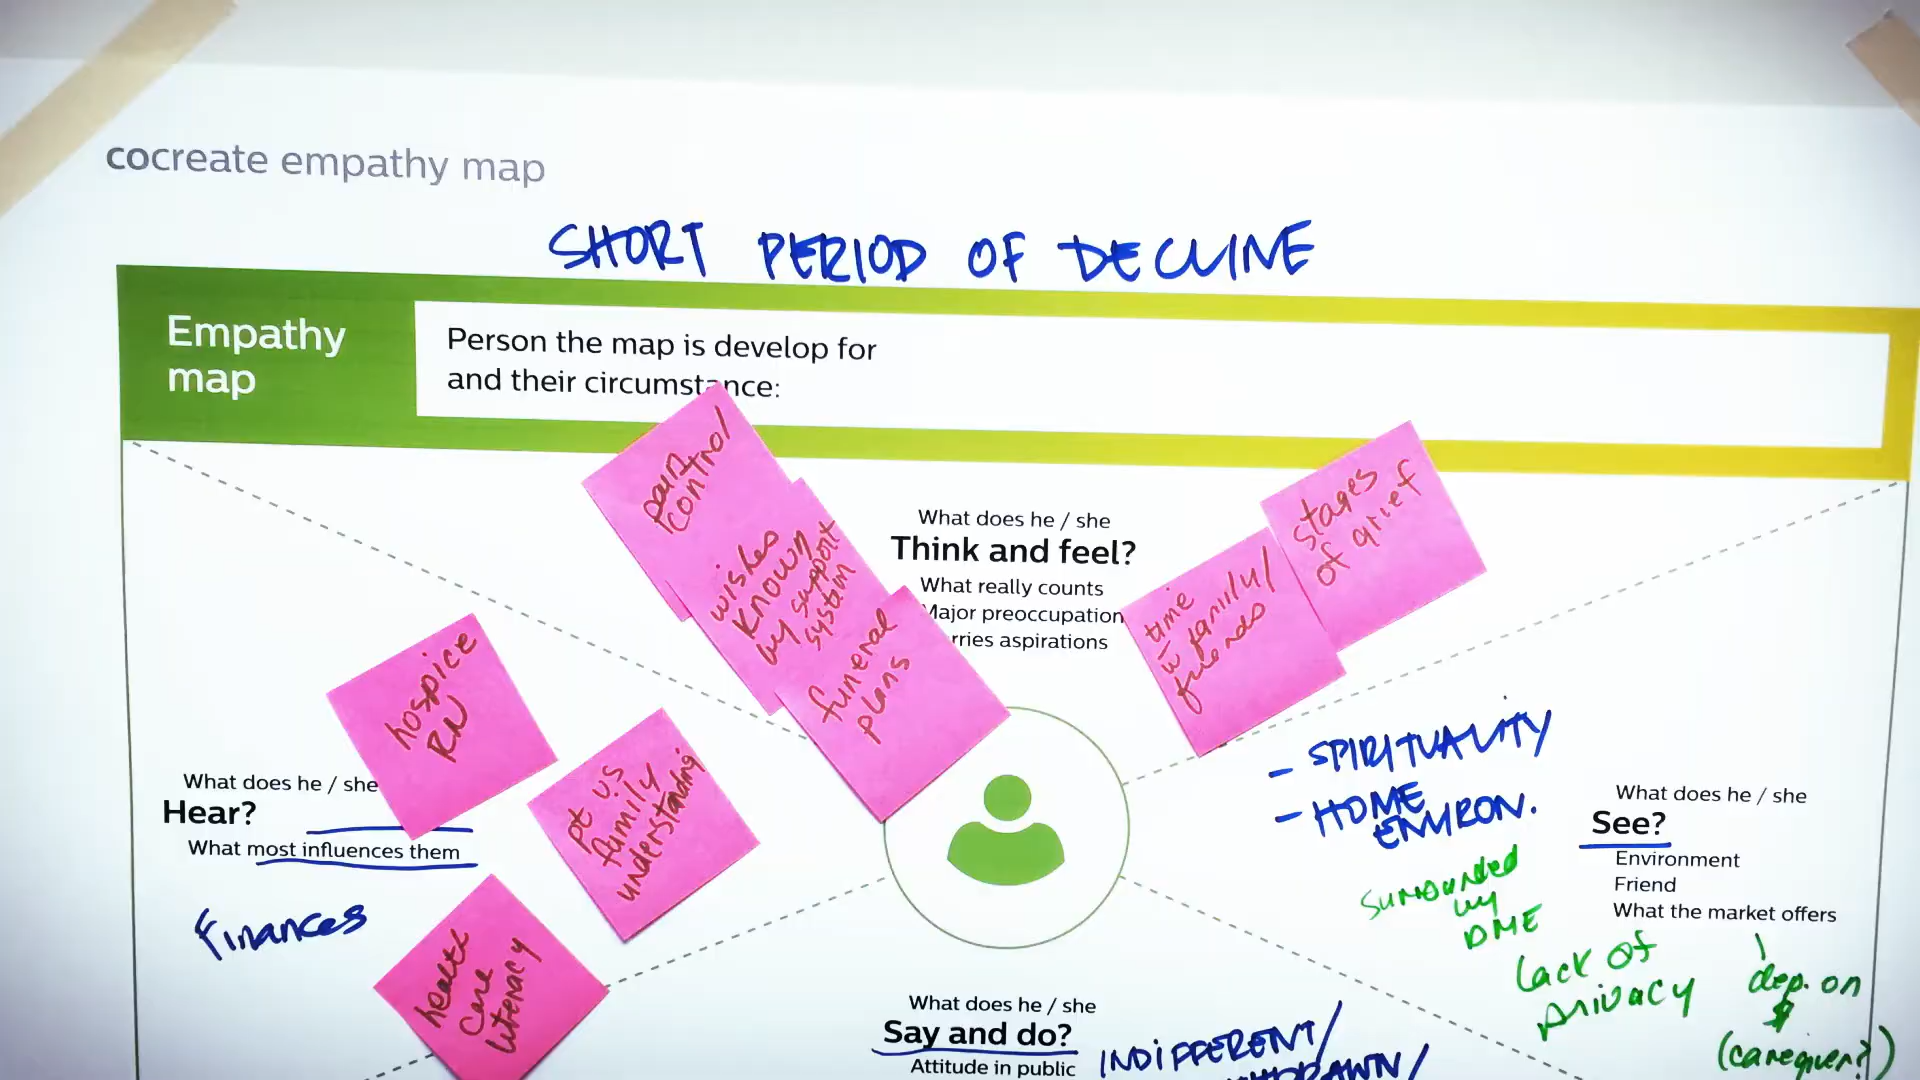 cocreate empathy map
SHORT PERIOD OF DECLINE
Empathy
map
Person the map is develop for
and their circumstance:
pain
control
wishes
known
by support
system
funeral
plans
What does he / she
Think and feel?
What really counts
Major preoccupation
rries aspirations
time
w family/
friends
stages
of grief
hospice
RN
pt vs
family
understanding
What does he / she
Hear?
What most influences them
finances
health
care
literacy
- SPIRITUALITY
- HOME
ENVIRON.
What does he / she
See?
Environment
Friend
What the market offers
surrounded
by
DME
lack of
privacy
dep. on
$
(caregiver?)
What does he / she
Say and do?
Attitude in public
INDIFFERENT/